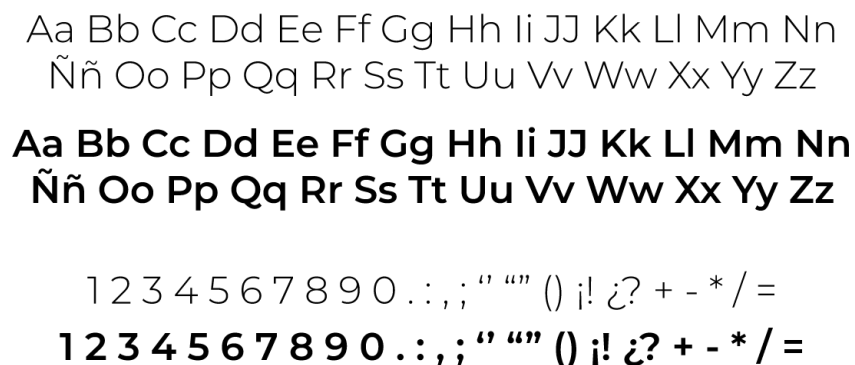 Aa Bb Cc Dd Ee Ff Gg Hh Ii JJ Kk Ll Mm Nn
Ññ Oo Pp Qq Rr Ss Tt Uu Vv Ww Xx Yy Zz
Aa Bb Cc Dd Ee Ff Gg Hh Ii JJ Kk Ll Mm Nn
Ññ Oo Pp Qq Rr Ss Tt Uu Vv Ww Xx Yy Zz
1 2 3 4 5 6 7 8 9 0 . : , ; ‘’ “” () ¡! ¿? + - * / =
1 2 3 4 5 6 7 8 9 0 . : , ; ‘’ “” () ¡! ¿? + - * / =